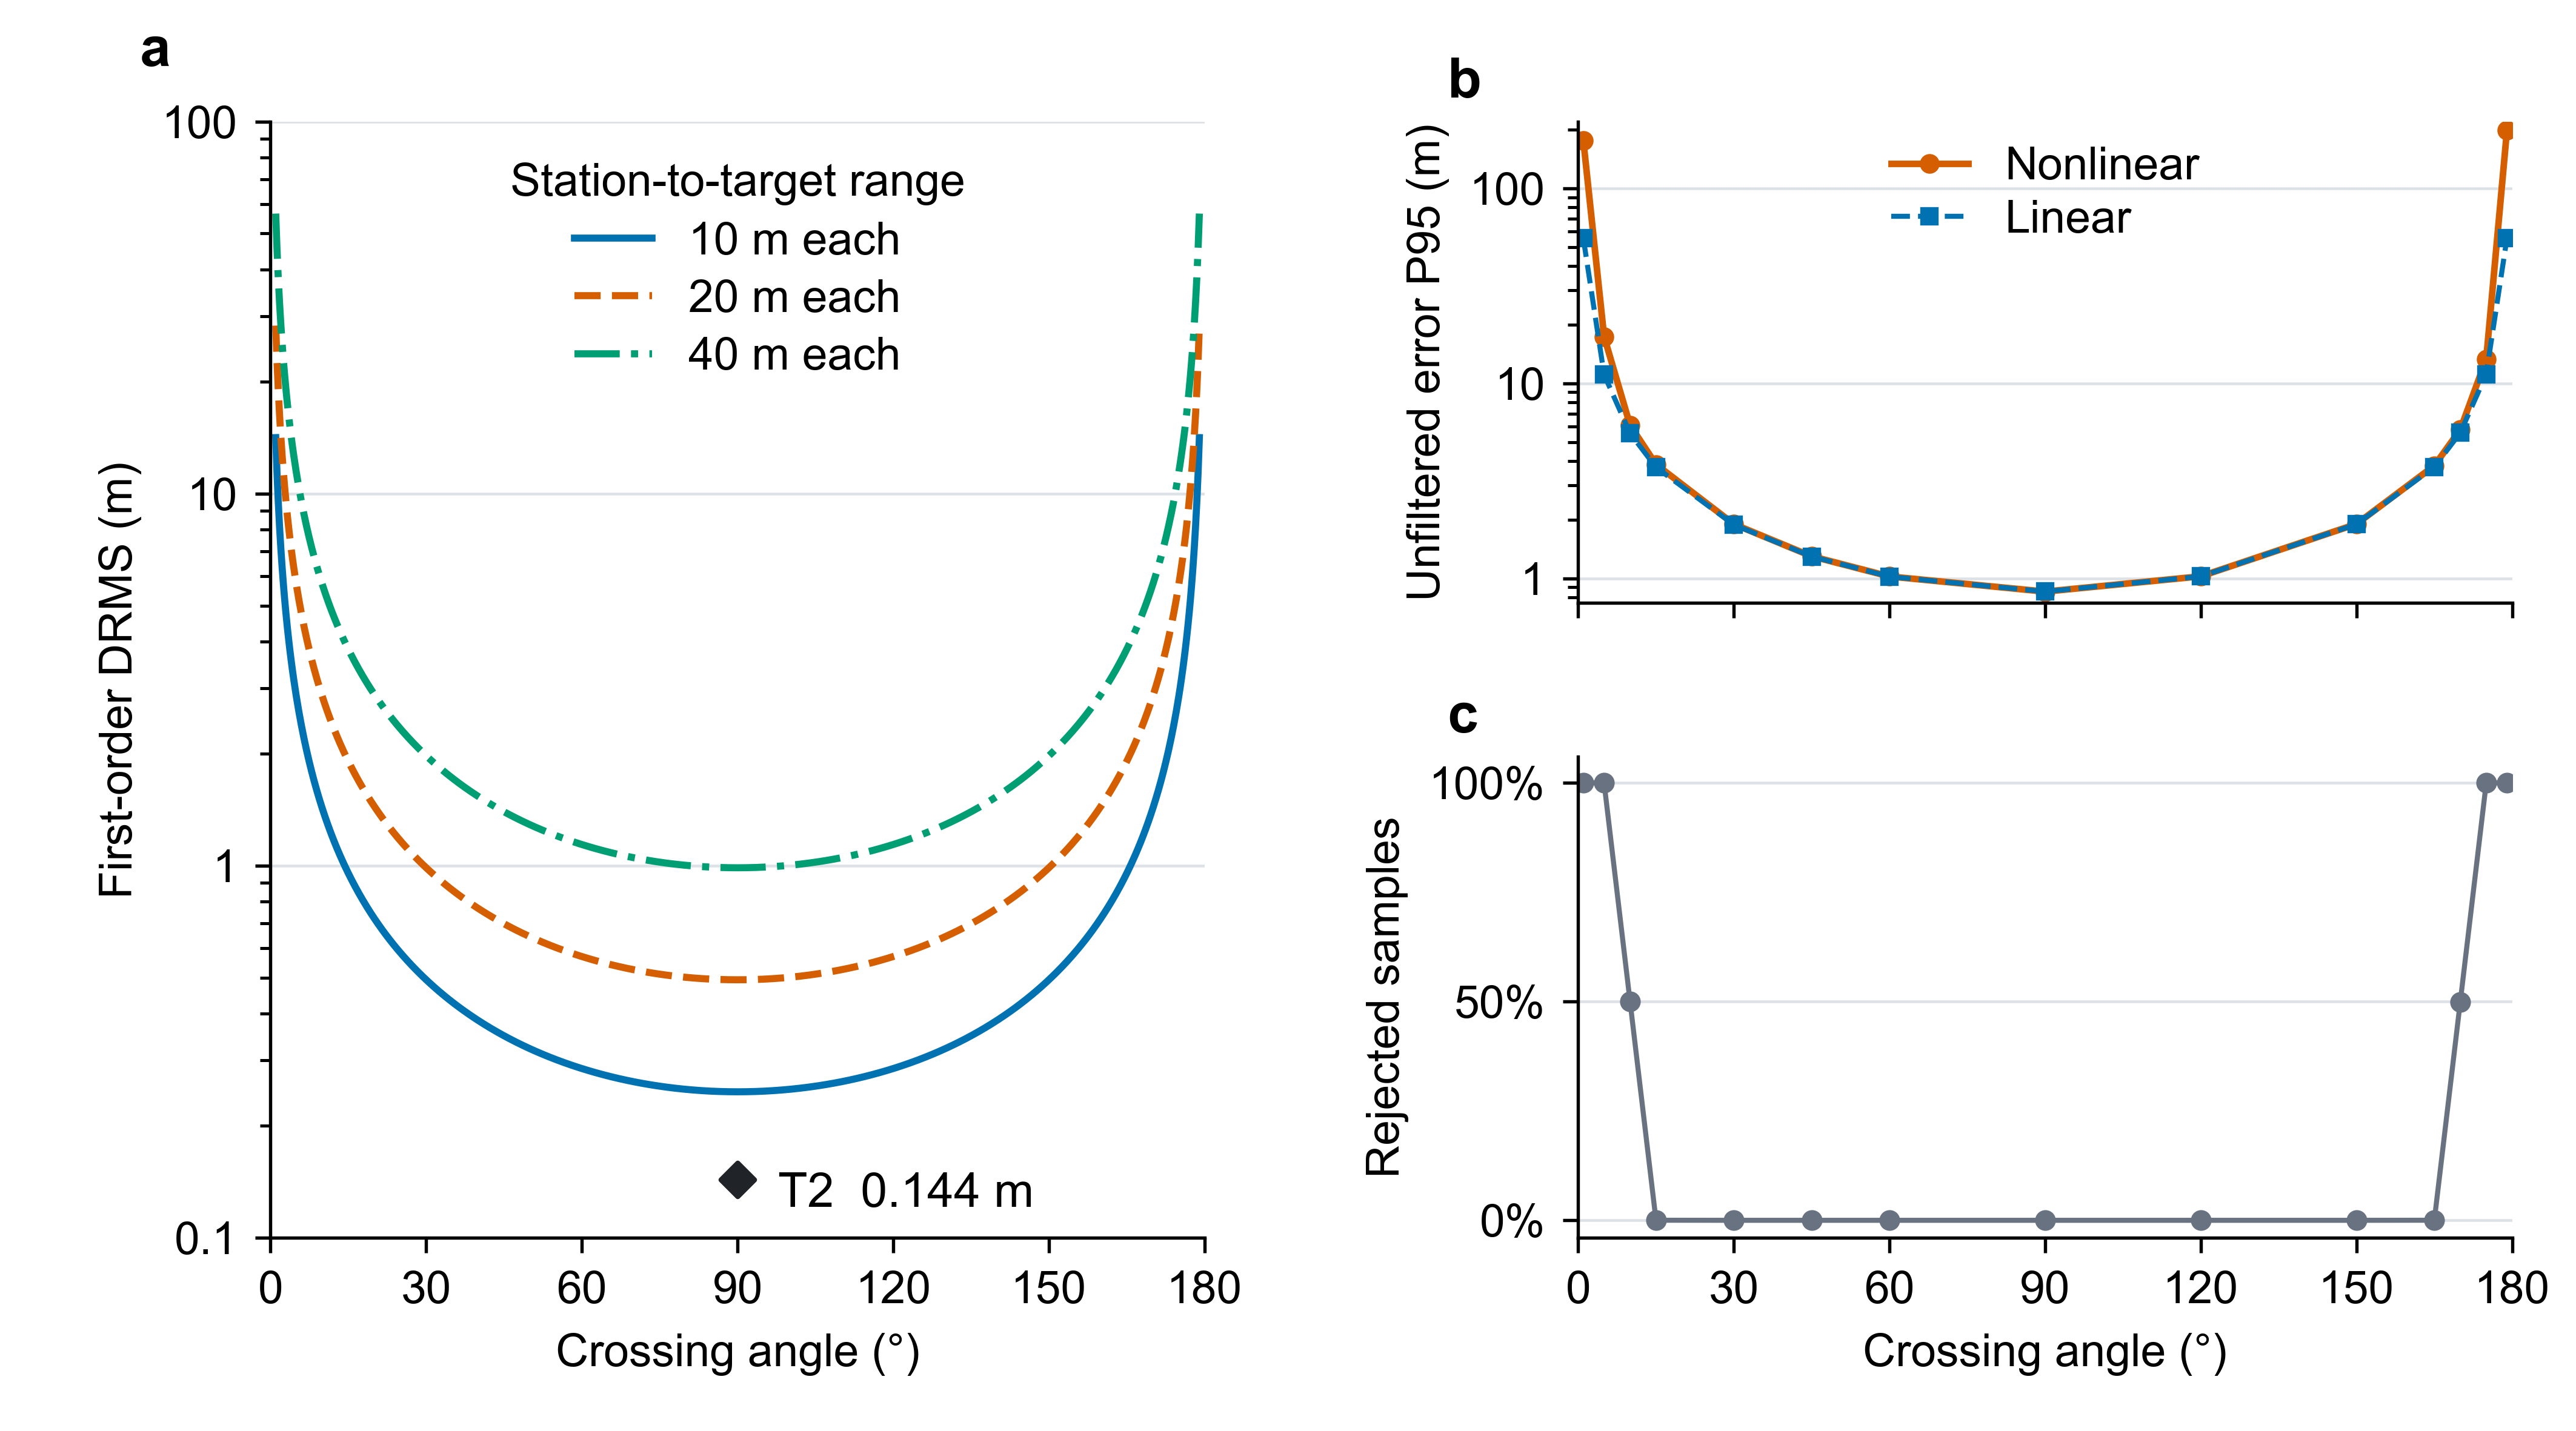 a
100
10
1
0.1
First-order DRMS (m)
Station-to-target range
10 m each
20 m each
40 m each
T2 0.144 m
0 30 60 90 120 150 180
Crossing angle (°)
b
Unfiltered error P95 (m)
100
10
1
Nonlinear
Linear
c
Rejected samples
100%
50%
0%
0 30 60 90 120 150 180
Crossing angle (°)